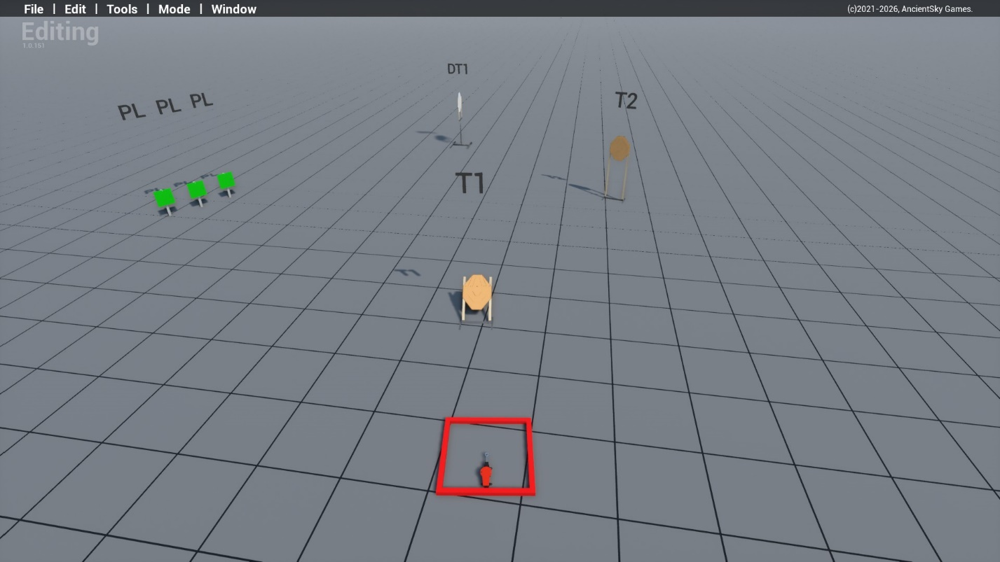 File | Edit | Tools | Mode | Window
(c)2021-2026, AncientSky Games.
Editing
1.0.151
DT1
PL PL PL
T2
T1